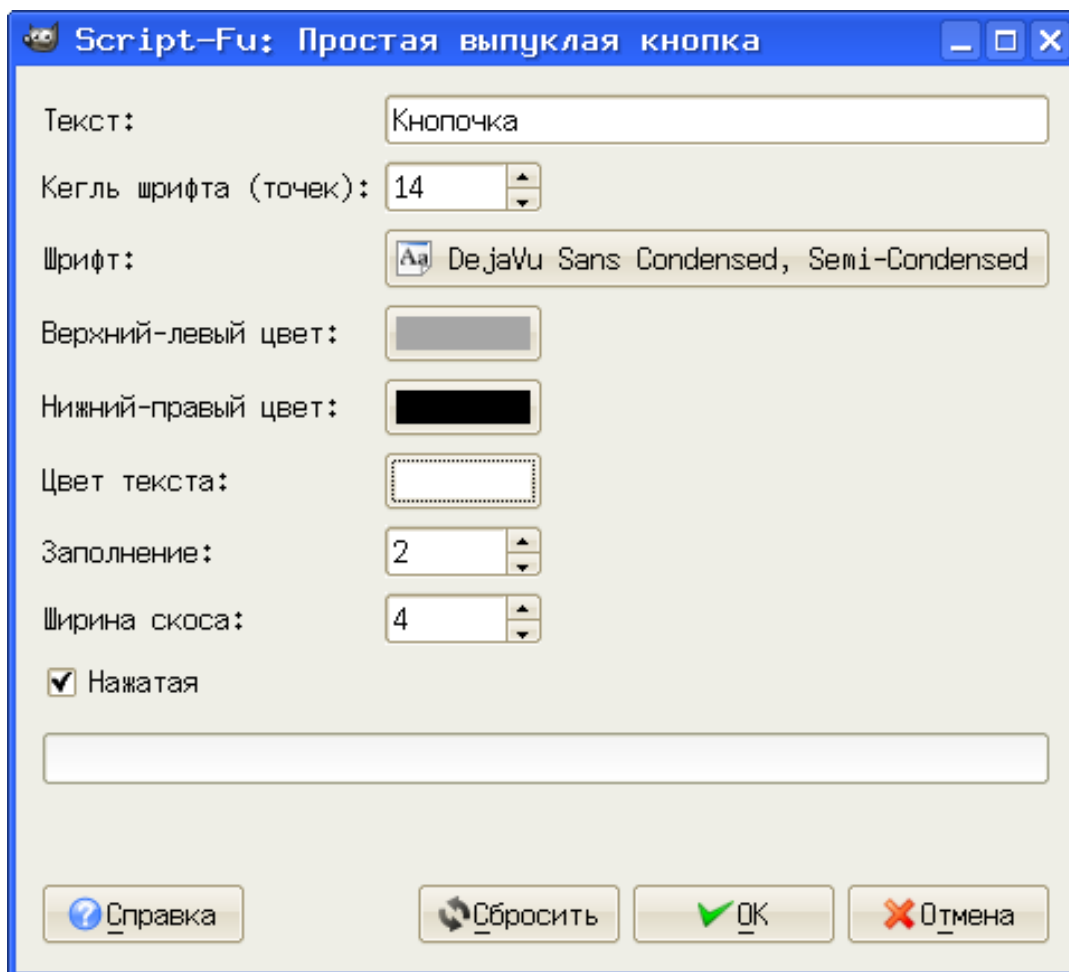 Script-Fu: Простая выпуклая кнопка
Текст: Кнопочка
Кегль шрифта (точек): 14
Шрифт: Aa DejaVu Sans Condensed, Semi-Condensed
Верхний-левый цвет:
Нижний-правый цвет:
Цвет текста:
Заполнение: 2
Ширина скоса: 4
Нажатая
Справка Сбросить OK Отмена